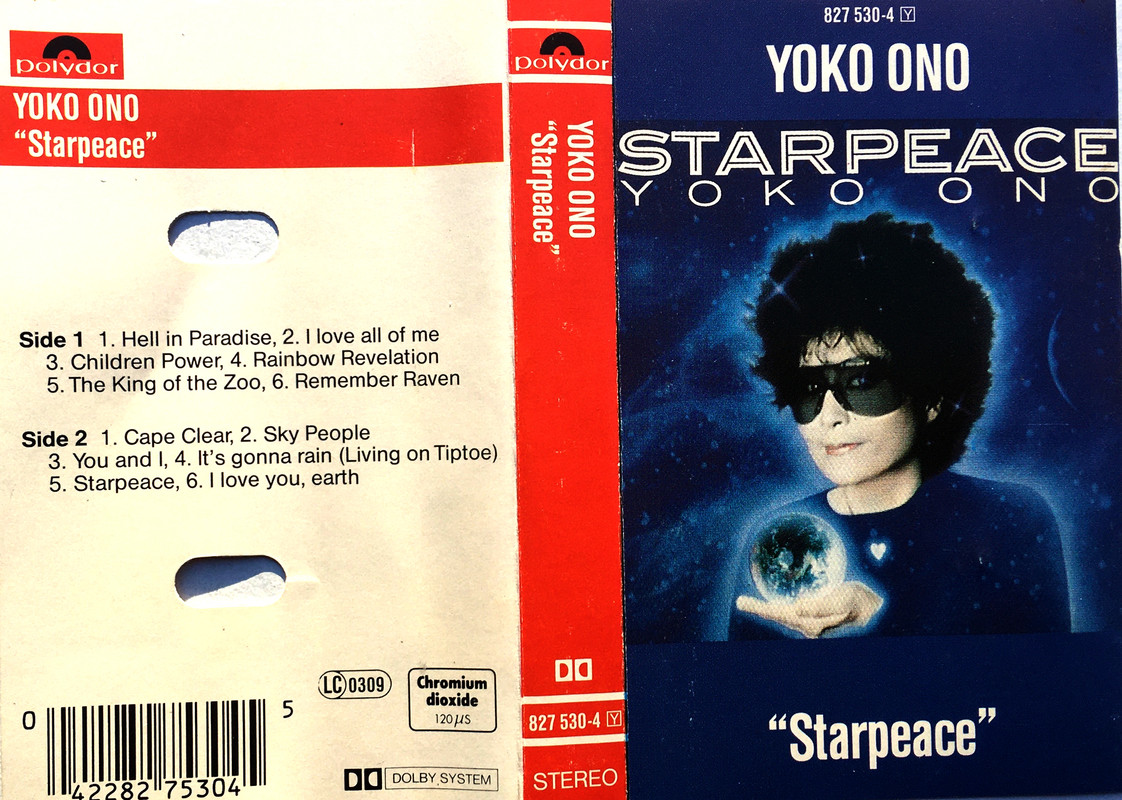 polydor
YOKO ONO
“Starpeace”
Side 1 1. Hell in Paradise, 2. I love all of me
3. Children Power, 4. Rainbow Revelation
5. The King of the Zoo, 6. Remember Raven
Side 2 1. Cape Clear, 2. Sky People
3. You and I, 4. It's gonna rain (Living on Tiptoe)
5. Starpeace, 6. I love you, earth
LC 0309
Chromium
dioxide
120 µS
0 42282 75304 5
DOLBY SYSTEM
polydor
YOKO ONO
“Starpeace”
827 530-4 Y
STEREO
827 530-4 Y
YOKO ONO
STARPEACE
YOKO ONO
“Starpeace”